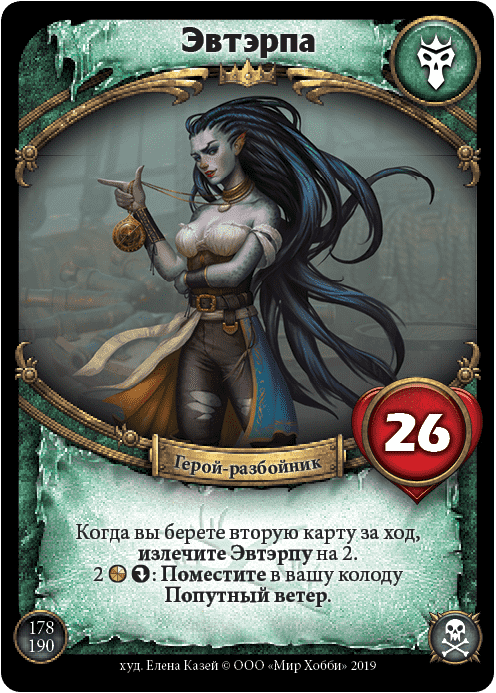 Эвтэрпа
26
Герой-разбойник
Когда вы берете вторую карту за ход,
излечите Эвтэрпу на 2.
2 : Поместите в вашу колоду
Попутный ветер.
178
190
худ. Елена Казей © ООО «Мир Хобби» 2019